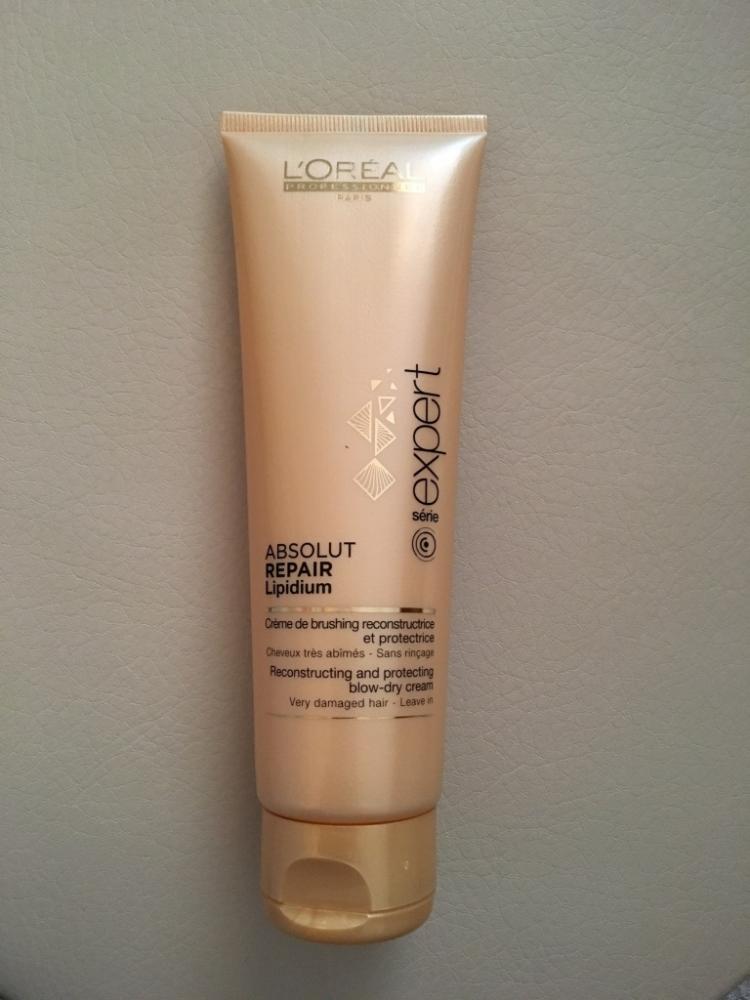 L'ORÉAL
PROFESSIONNEL
PARIS
expert
série
ABSOLUT
REPAIR
Lipidium
Crème de brushing reconstructrice
et protectrice
Cheveux très abîmés - Sans rinçage
Reconstructing and protecting
blow-dry cream
Very damaged hair - Leave in